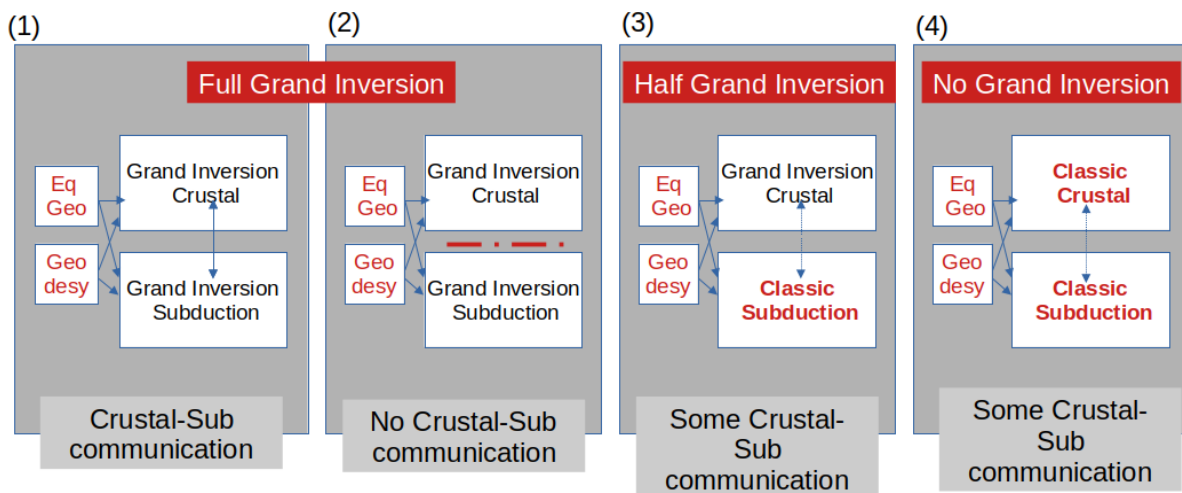 (1)
(2)
(3)
(4)
Full Grand Inversion
Half Grand Inversion
No Grand Inversion
Eq
Geo
Geo
desy
Grand Inversion
Crustal
Grand Inversion
Subduction
Crustal-Sub
communication
Eq
Geo
Geo
desy
Grand Inversion
Crustal
Grand Inversion
Subduction
No Crustal-Sub
communication
Eq
Geo
Geo
desy
Grand Inversion
Crustal
Classic
Subduction
Some Crustal-
Sub
communication
Eq
Geo
Geo
desy
Classic
Crustal
Classic
Subduction
Some Crustal-
Sub
communication